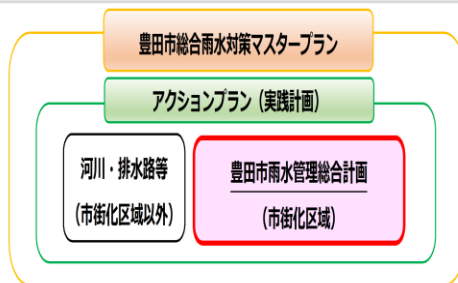 豊田市総合雨水対策マスタープラン
アクションプラン（実践計画）
河川・排水路等
（市街化区域以外）
豊田市雨水管理総合計画
（市街化区域）